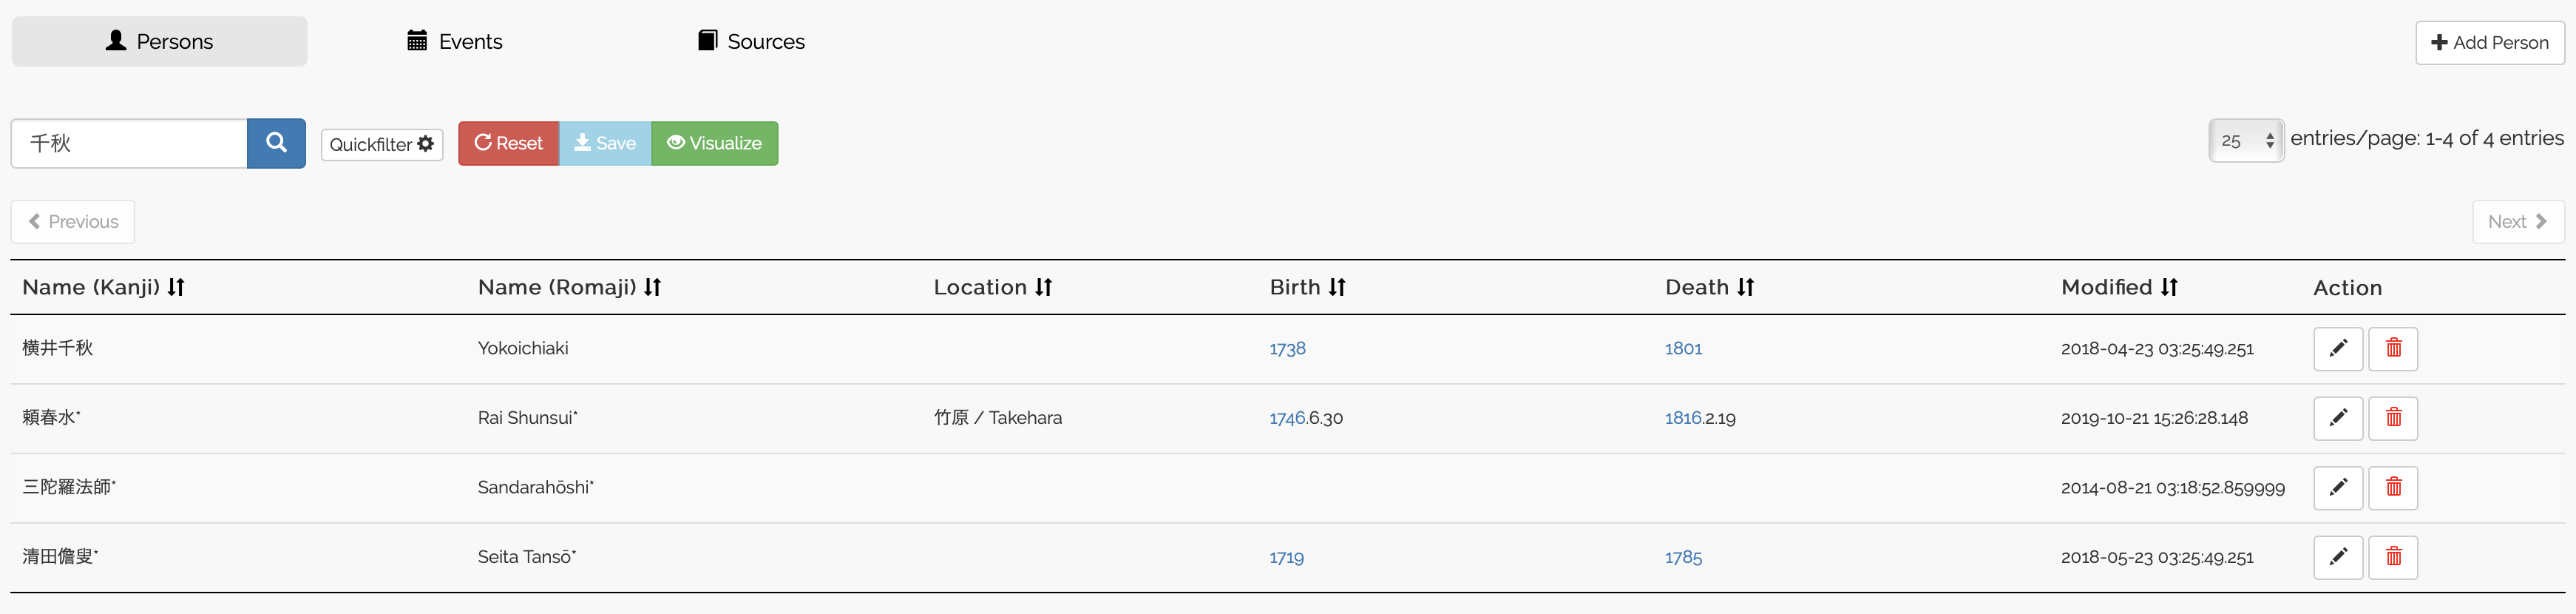 Persons Events Sources Add Person
千秋 Quickfilter Reset Save Visualize 25 entries/page: 1-4 of 4 entries
Previous Next
Name (Kanji) Name (Romaji) Location Birth Death Modified Action
横井千秋 Yokoichiaki 1738 1801 2018-04-23 03:25:49.251
頼春水* Rai Shunsui* 竹原 / Takehara 1746.6.30 1816.2.19 2019-10-21 15:26:28.148
三陀羅法師* Sandarahōshi* 2014-08-21 03:18:52.859999
清田儋叟* Seita Tansō* 1719 1785 2018-05-23 03:25:49.251